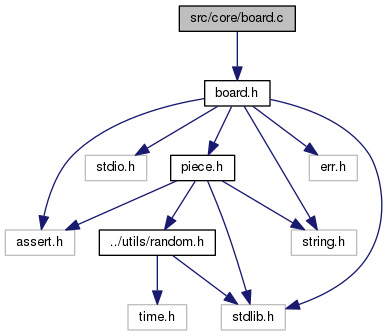 src/core/board.c
board.h
stdio.h
piece.h
err.h
assert.h
../utils/random.h
string.h
time.h
stdlib.h